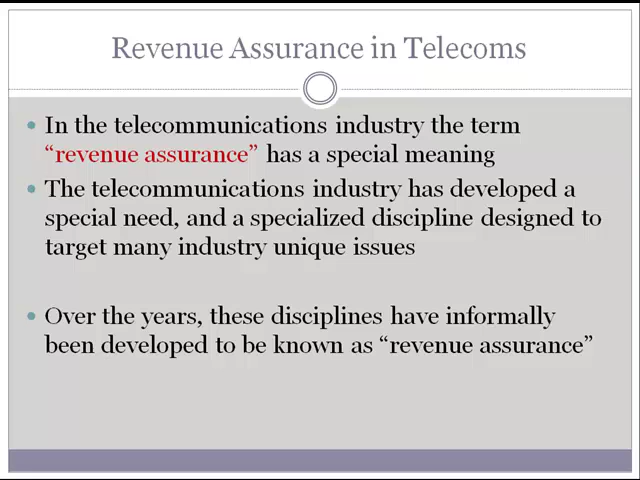 Revenue Assurance in Telecoms
• In the telecommunications industry the term
“revenue assurance” has a special meaning
• The telecommunications industry has developed a
special need, and a specialized discipline designed to
target many industry unique issues
• Over the years, these disciplines have informally
been developed to be known as “revenue assurance”